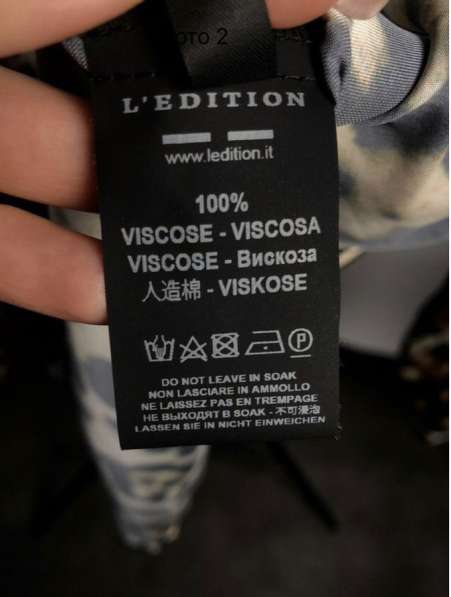 ото 2
L'EDITION
www.ledition.it
100%
VISCOSE - VISCOSA
VISCOSE - Вискоза
人造棉 - VISKOSE
P
DO NOT LEAVE IN SOAK
NON LASCIARE IN AMMOLLO
NE LAISSEZ PAS EN TREMPAGE
НЕ ВЫХОДЯТ В SOAK - 不可浸泡
LASSEN SIE IN NICHT EINWEICHEN